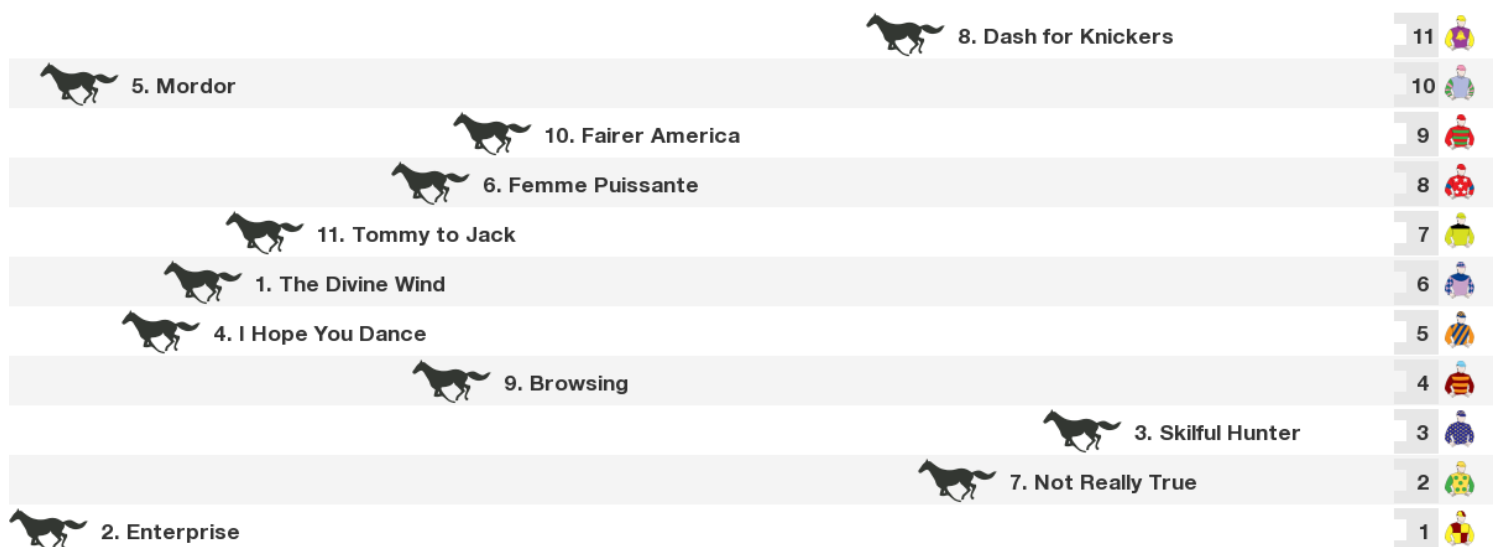 8. Dash for Knickers 11
5. Mordor 10
10. Fairer America 9
6. Femme Puissante 8
11. Tommy to Jack 7
1. The Divine Wind 6
4. I Hope You Dance 5
9. Browsing 4
3. Skilful Hunter 3
7. Not Really True 2
2. Enterprise 1